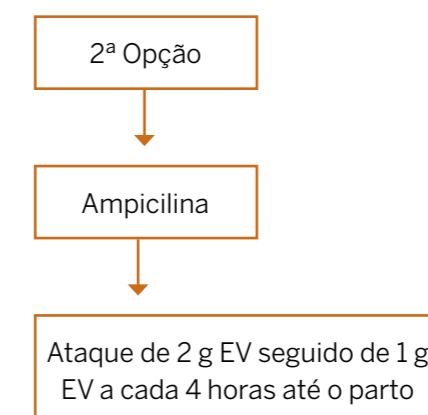 2ª Opção
Ampicilina
Ataque de 2 g EV seguido de 1 g
EV a cada 4 horas até o parto